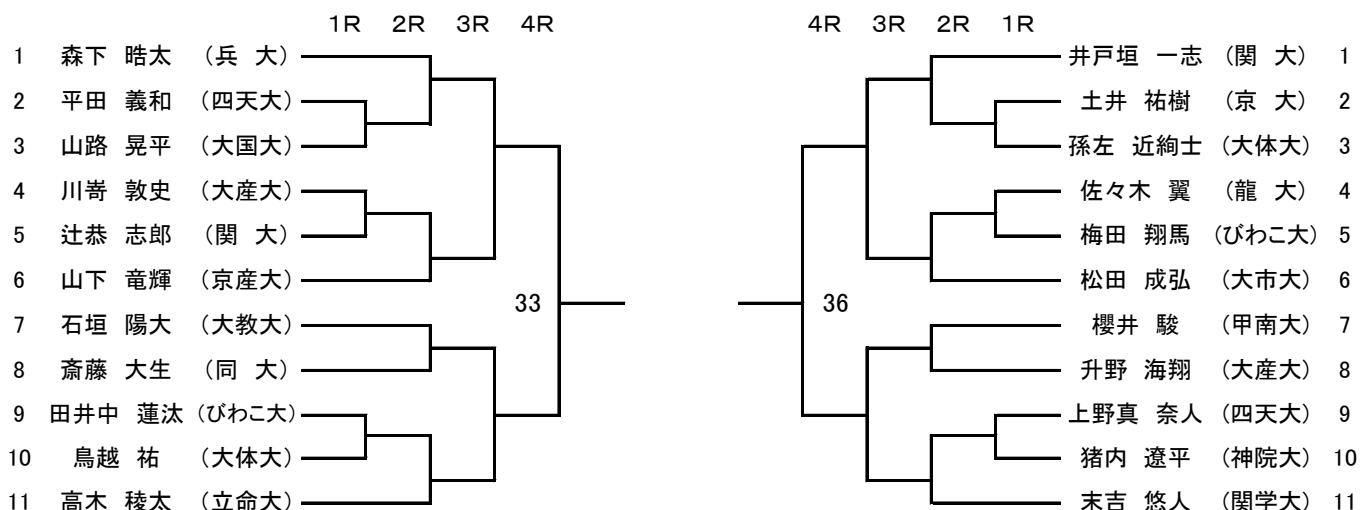 1R 2R 3R 4R
1 森下 晧太 （兵 大）
2 平田 義和 （四天大）
3 山路 晃平 （大国大）
4 川嵜 敦史 （大産大）
5 辻恭 志郎 （関 大）
6 山下 竜輝 （京産大）
33
7 石垣 陽大 （大教大）
8 斎藤 大生 （同 大）
9 田井中 蓮汰 （びわこ大）
10 鳥越 祐 （大体大）
11 高木 稜太 （立命大）
4R 3R 2R 1R
井戸垣 一志 （関 大） 1
土井 祐樹 （京 大） 2
孫左 近絢士 （大体大） 3
佐々木 翼 （龍 大） 4
梅田 翔馬 （びわこ大） 5
松田 成弘 （大市大） 6
36
櫻井 駿 （甲南大） 7
升野 海翔 （大産大） 8
上野真 奈人 （四天大） 9
猪内 遼平 （神院大） 10
末吉 悠人 （関学大） 11